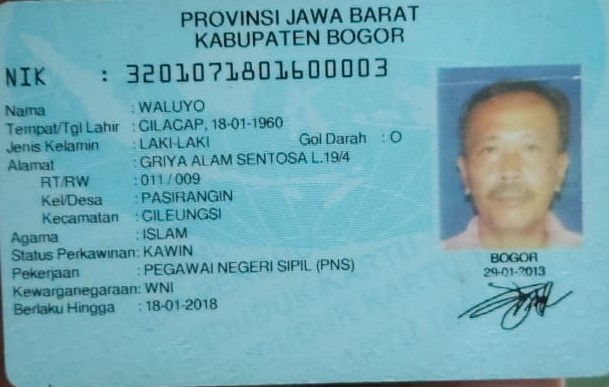 PROVINSI JAWA BARAT
KABUPATEN BOGOR
NIK : 3201071801600003
Nama : WALUYO
Tempat/Tgl Lahir : CILACAP, 18-01-1960
Jenis Kelamin : LAKI-LAKI Gol Darah : O
Alamat : GRIYA ALAM SENTOSA L.19/4
RT/RW : 011 / 009
Kel/Desa : PASIRANGIN
Kecamatan : CILEUNGSI
Agama : ISLAM
Status Perkawinan: KAWIN
Pekerjaan : PEGAWAI NEGERI SIPIL (PNS)
Kewarganegaraan: WNI
Berlaku Hingga : 18-01-2018
BOGOR
29-01-2013